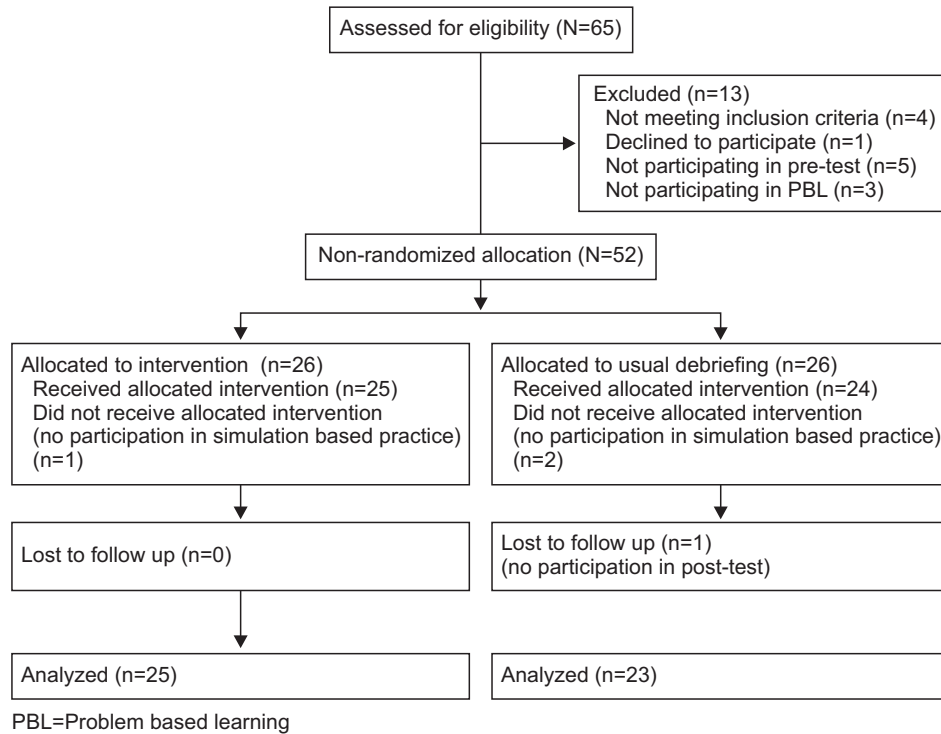 Assessed for eligibility (N=65)
Excluded (n=13)
Not meeting inclusion criteria (n=4)
Declined to participate (n=1)
Not participating in pre-test (n=5)
Not participating in PBL (n=3)
Non-randomized allocation (N=52)
Allocated to intervention (n=26)
Received allocated intervention (n=25)
Did not receive allocated intervention
(no participation in simulation based practice)
(n=1)
Allocated to usual debriefing (n=26)
Received allocated intervention (n=24)
Did not receive allocated intervention
(no participation in simulation based practice)
(n=2)
Lost to follow up (n=0)
Lost to follow up (n=1)
(no participation in post-test)
Analyzed (n=25)
Analyzed (n=23)
PBL=Problem based learning